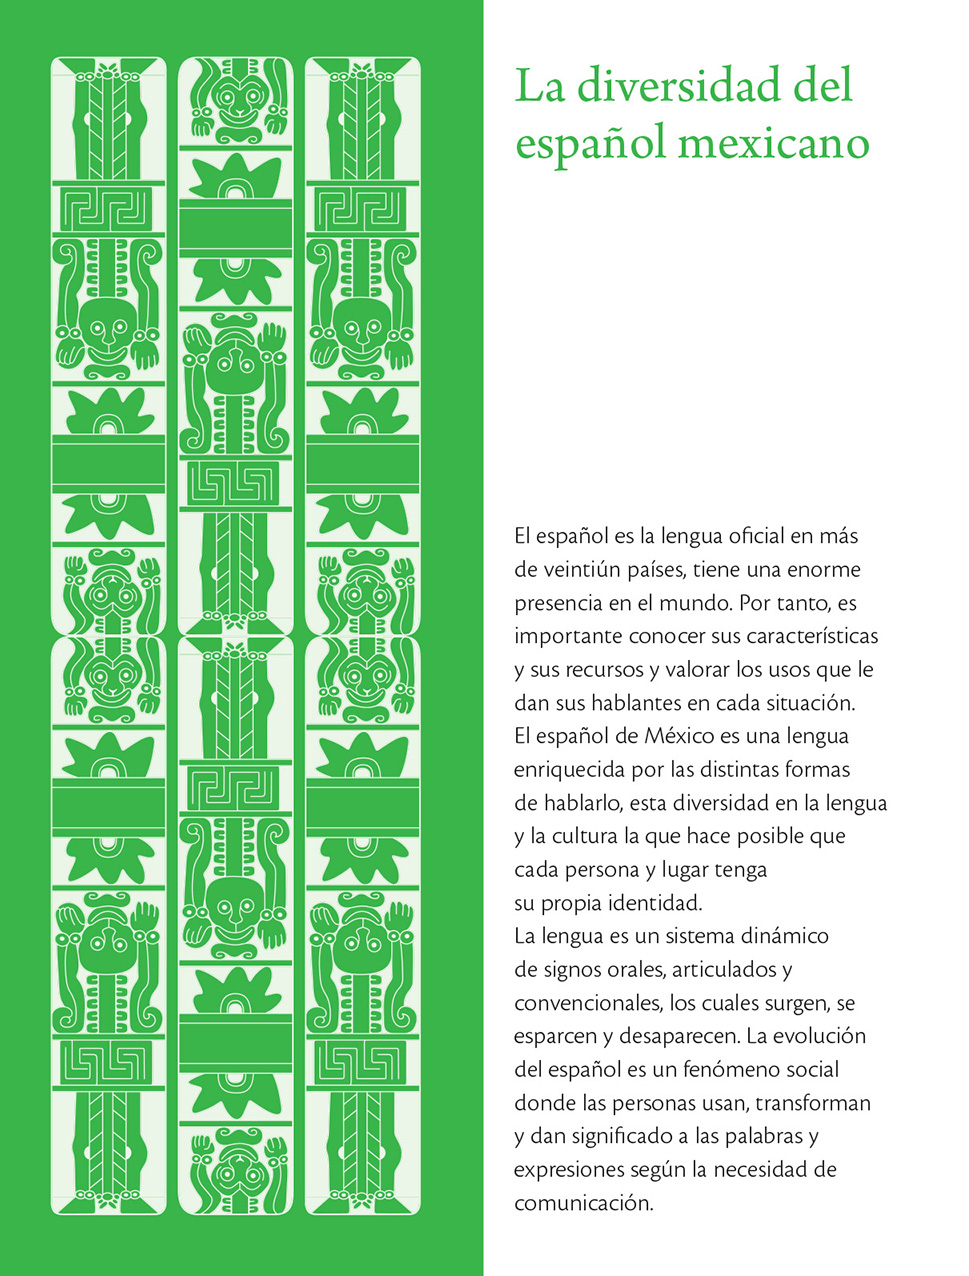 La diversidad del
español mexicano
El español es la lengua oficial en más
de veintiún países, tiene una enorme
presencia en el mundo. Por tanto, es
importante conocer sus características
y sus recursos y valorar los usos que le
dan sus hablantes en cada situación.
El español de México es una lengua
enriquecida por las distintas formas
de hablarlo, esta diversidad en la lengua
y la cultura la que hace posible que
cada persona y lugar tenga
su propia identidad.
La lengua es un sistema dinámico
de signos orales, articulados y
convencionales, los cuales surgen, se
esparcen y desaparecen. La evolución
del español es un fenómeno social
donde las personas usan, transforman
y dan significado a las palabras y
expresiones según la necesidad de
comunicación.